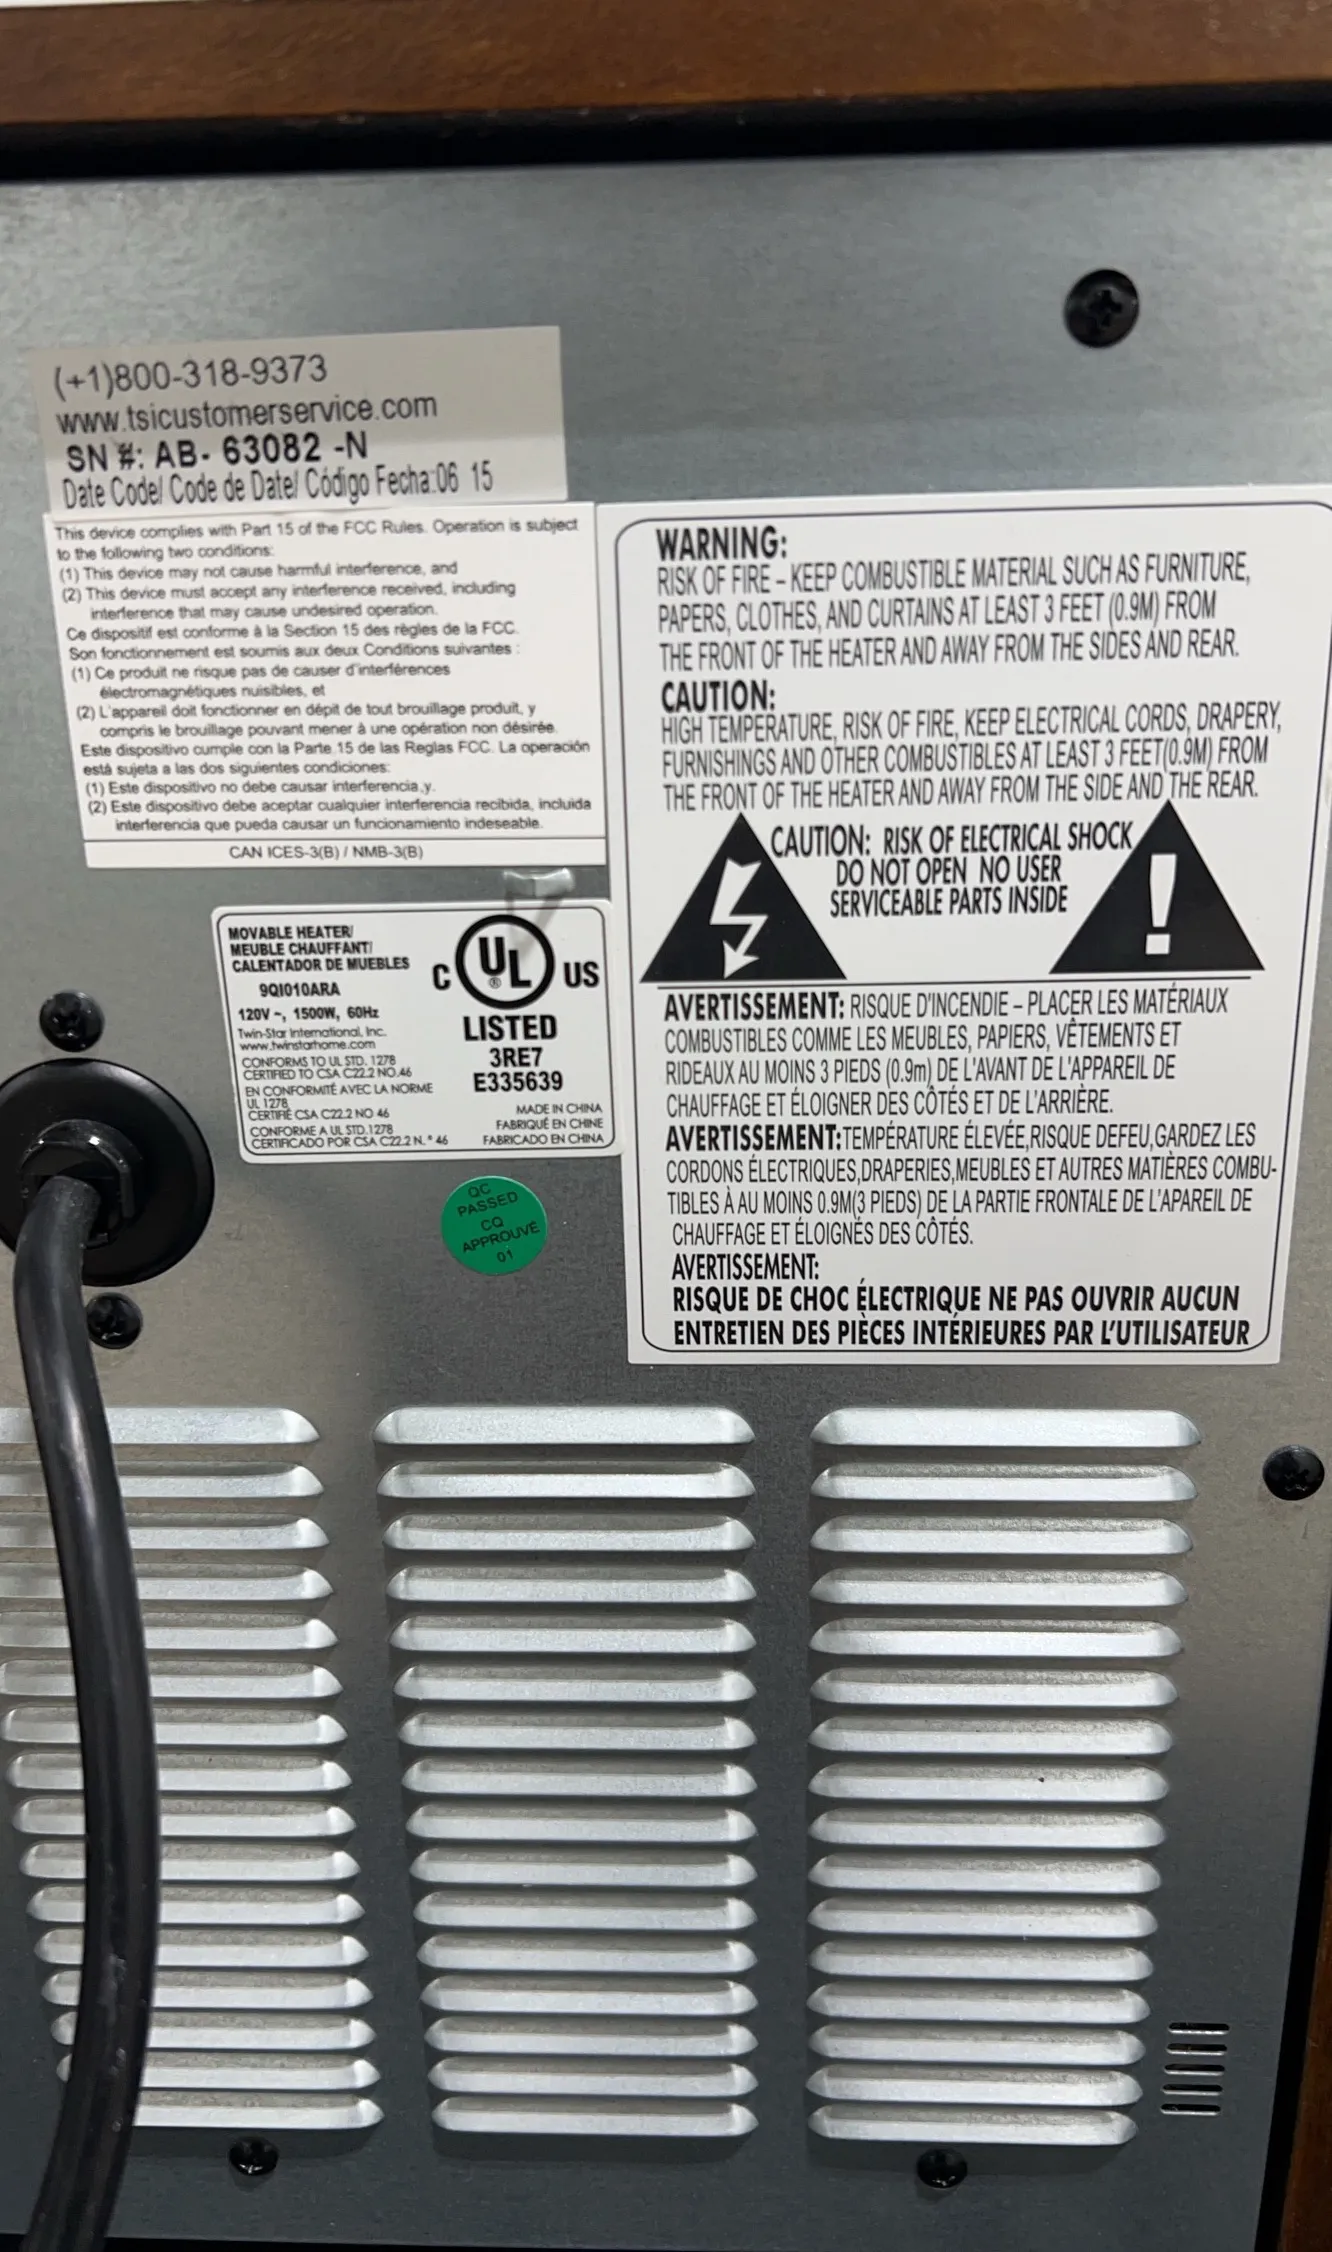 (+1)800-318-9373
www.tsicustomerservice.com
SN #: AB- 63082 -N
Date Code/ Code de Date/ Código Fecha:06 15
This device complies with Part 15 of the FCC Rules. Operation is subject
to the following two conditions:
(1) This device may not cause harmful interference, and
(2) This device must accept any interference received, including
interference that may cause undesired operation.
Ce dispositif est conforme à la Section 15 des règles de la FCC.
Son fonctionnement est soumis aux deux Conditions suivantes :
(1) Ce produit ne risque pas de causer d'interférences
électromagnétiques nuisibles, et
(2) L'appareil doit fonctionner en dépit de tout brouillage produit, y
compris le brouillage pouvant mener à une opération non désirée.
Este dispositivo cumple con la Parte 15 de las Reglas FCC. La operación
está sujeta a las dos siguientes condiciones:
(1) Este dispositivo no debe causar interferencia,y.
(2) Este dispositivo debe aceptar cualquier interferencia recibida, incluida
interferencia que pueda causar un funcionamiento indeseable.
CAN ICES-3(B) / NMB-3(B)
MOVABLE HEATER/
MEUBLE CHAUFFANT/
CALENTADOR DE MUEBLES
9QI010ARA
120V ~, 1500W, 60Hz
Twin-Star International, Inc.
www.twinstarhome.com
CONFORMS TO UL STD. 1278
CERTIFIED TO CSA C22.2 NO.46
EN CONFORMITÉ AVEC LA NORME
UL 1278
CERTIFIÉ CSA C22.2 NO 46
CONFORME A UL STD.1278
CERTIFICADO POR CSA C22.2 N.º 46
C UL ® US
LISTED
3RE7
E335639
MADE IN CHINA
FABRIQUÉ EN CHINE
FABRICADO EN CHINA
QC
PASSED
CQ
APPROUVE
01
WARNING:
RISK OF FIRE – KEEP COMBUSTIBLE MATERIAL SUCH AS FURNITURE,
PAPERS, CLOTHES, AND CURTAINS AT LEAST 3 FEET (0.9M) FROM
THE FRONT OF THE HEATER AND AWAY FROM THE SIDES AND REAR.
CAUTION:
HIGH TEMPERATURE, RISK OF FIRE, KEEP ELECTRICAL CORDS, DRAPERY,
FURNISHINGS AND OTHER COMBUSTIBLES AT LEAST 3 FEET(0.9M) FROM
THE FRONT OF THE HEATER AND AWAY FROM THE SIDE AND THE REAR.
CAUTION: RISK OF ELECTRICAL SHOCK
DO NOT OPEN NO USER
SERVICEABLE PARTS INSIDE
AVERTISSEMENT: RISQUE D'INCENDIE – PLACER LES MATÉRIAUX
COMBUSTIBLES COMME LES MEUBLES, PAPIERS, VÊTEMENTS ET
RIDEAUX AU MOINS 3 PIEDS (0.9m) DE L'AVANT DE L'APPAREIL DE
CHAUFFAGE ET ÉLOIGNER DES CÔTÉS ET DE L'ARRIÈRE.
AVERTISSEMENT:TEMPÉRATURE ÉLEVÉE,RISQUE DEFEU,GARDEZ LES
CORDONS ÉLECTRIQUES,DRAPERIES,MEUBLES ET AUTRES MATIÈRES COMBU-
TIBLES À AU MOINS 0.9M(3 PIEDS) DE LA PARTIE FRONTALE DE L'APAREIL DE
CHAUFFAGE ET ÉLOIGNÉS DES CÔTÉS.
AVERTISSEMENT:
RISQUE DE CHOC ÉLECTRIQUE NE PAS OUVRIR AUCUN
ENTRETIEN DES PIÈCES INTÉRIEURES PAR L'UTILISATEUR